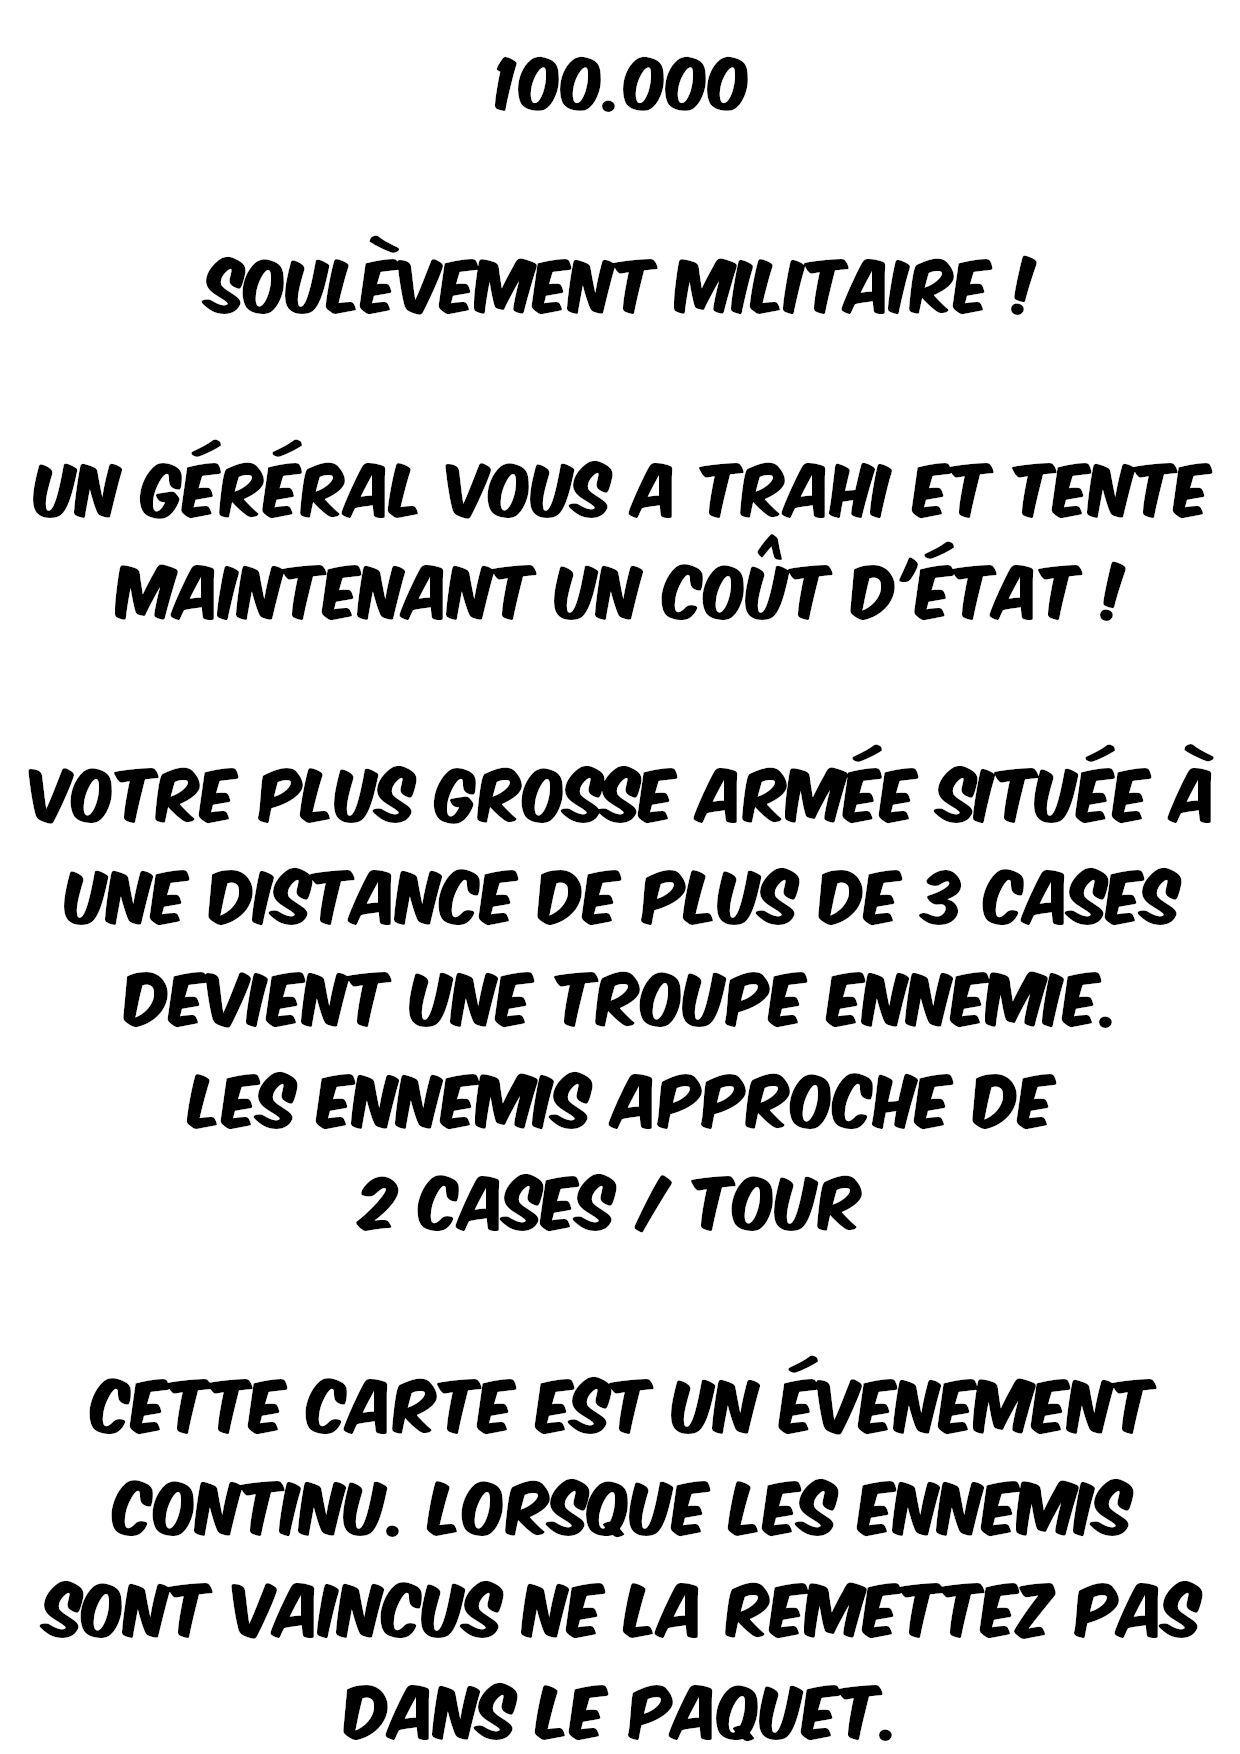 100.000
SOULÈVEMENT MILITAIRE !
UN GÉRÉRAL VOUS A TRAHI ET TENTE
MAINTENANT UN COÛT D'ÉTAT !
VOTRE PLUS GROSSE ARMÉE SITUÉE À
UNE DISTANCE DE PLUS DE 3 CASES
DEVIENT UNE TROUPE ENNEMIE.
LES ENNEMIS APPROCHE DE
2 CASES / TOUR
CETTE CARTE EST UN ÉVENEMENT
CONTINU. LORSQUE LES ENNEMIS
SONT VAINCUS NE LA REMETTEZ PAS
DANS LE PAQUET.